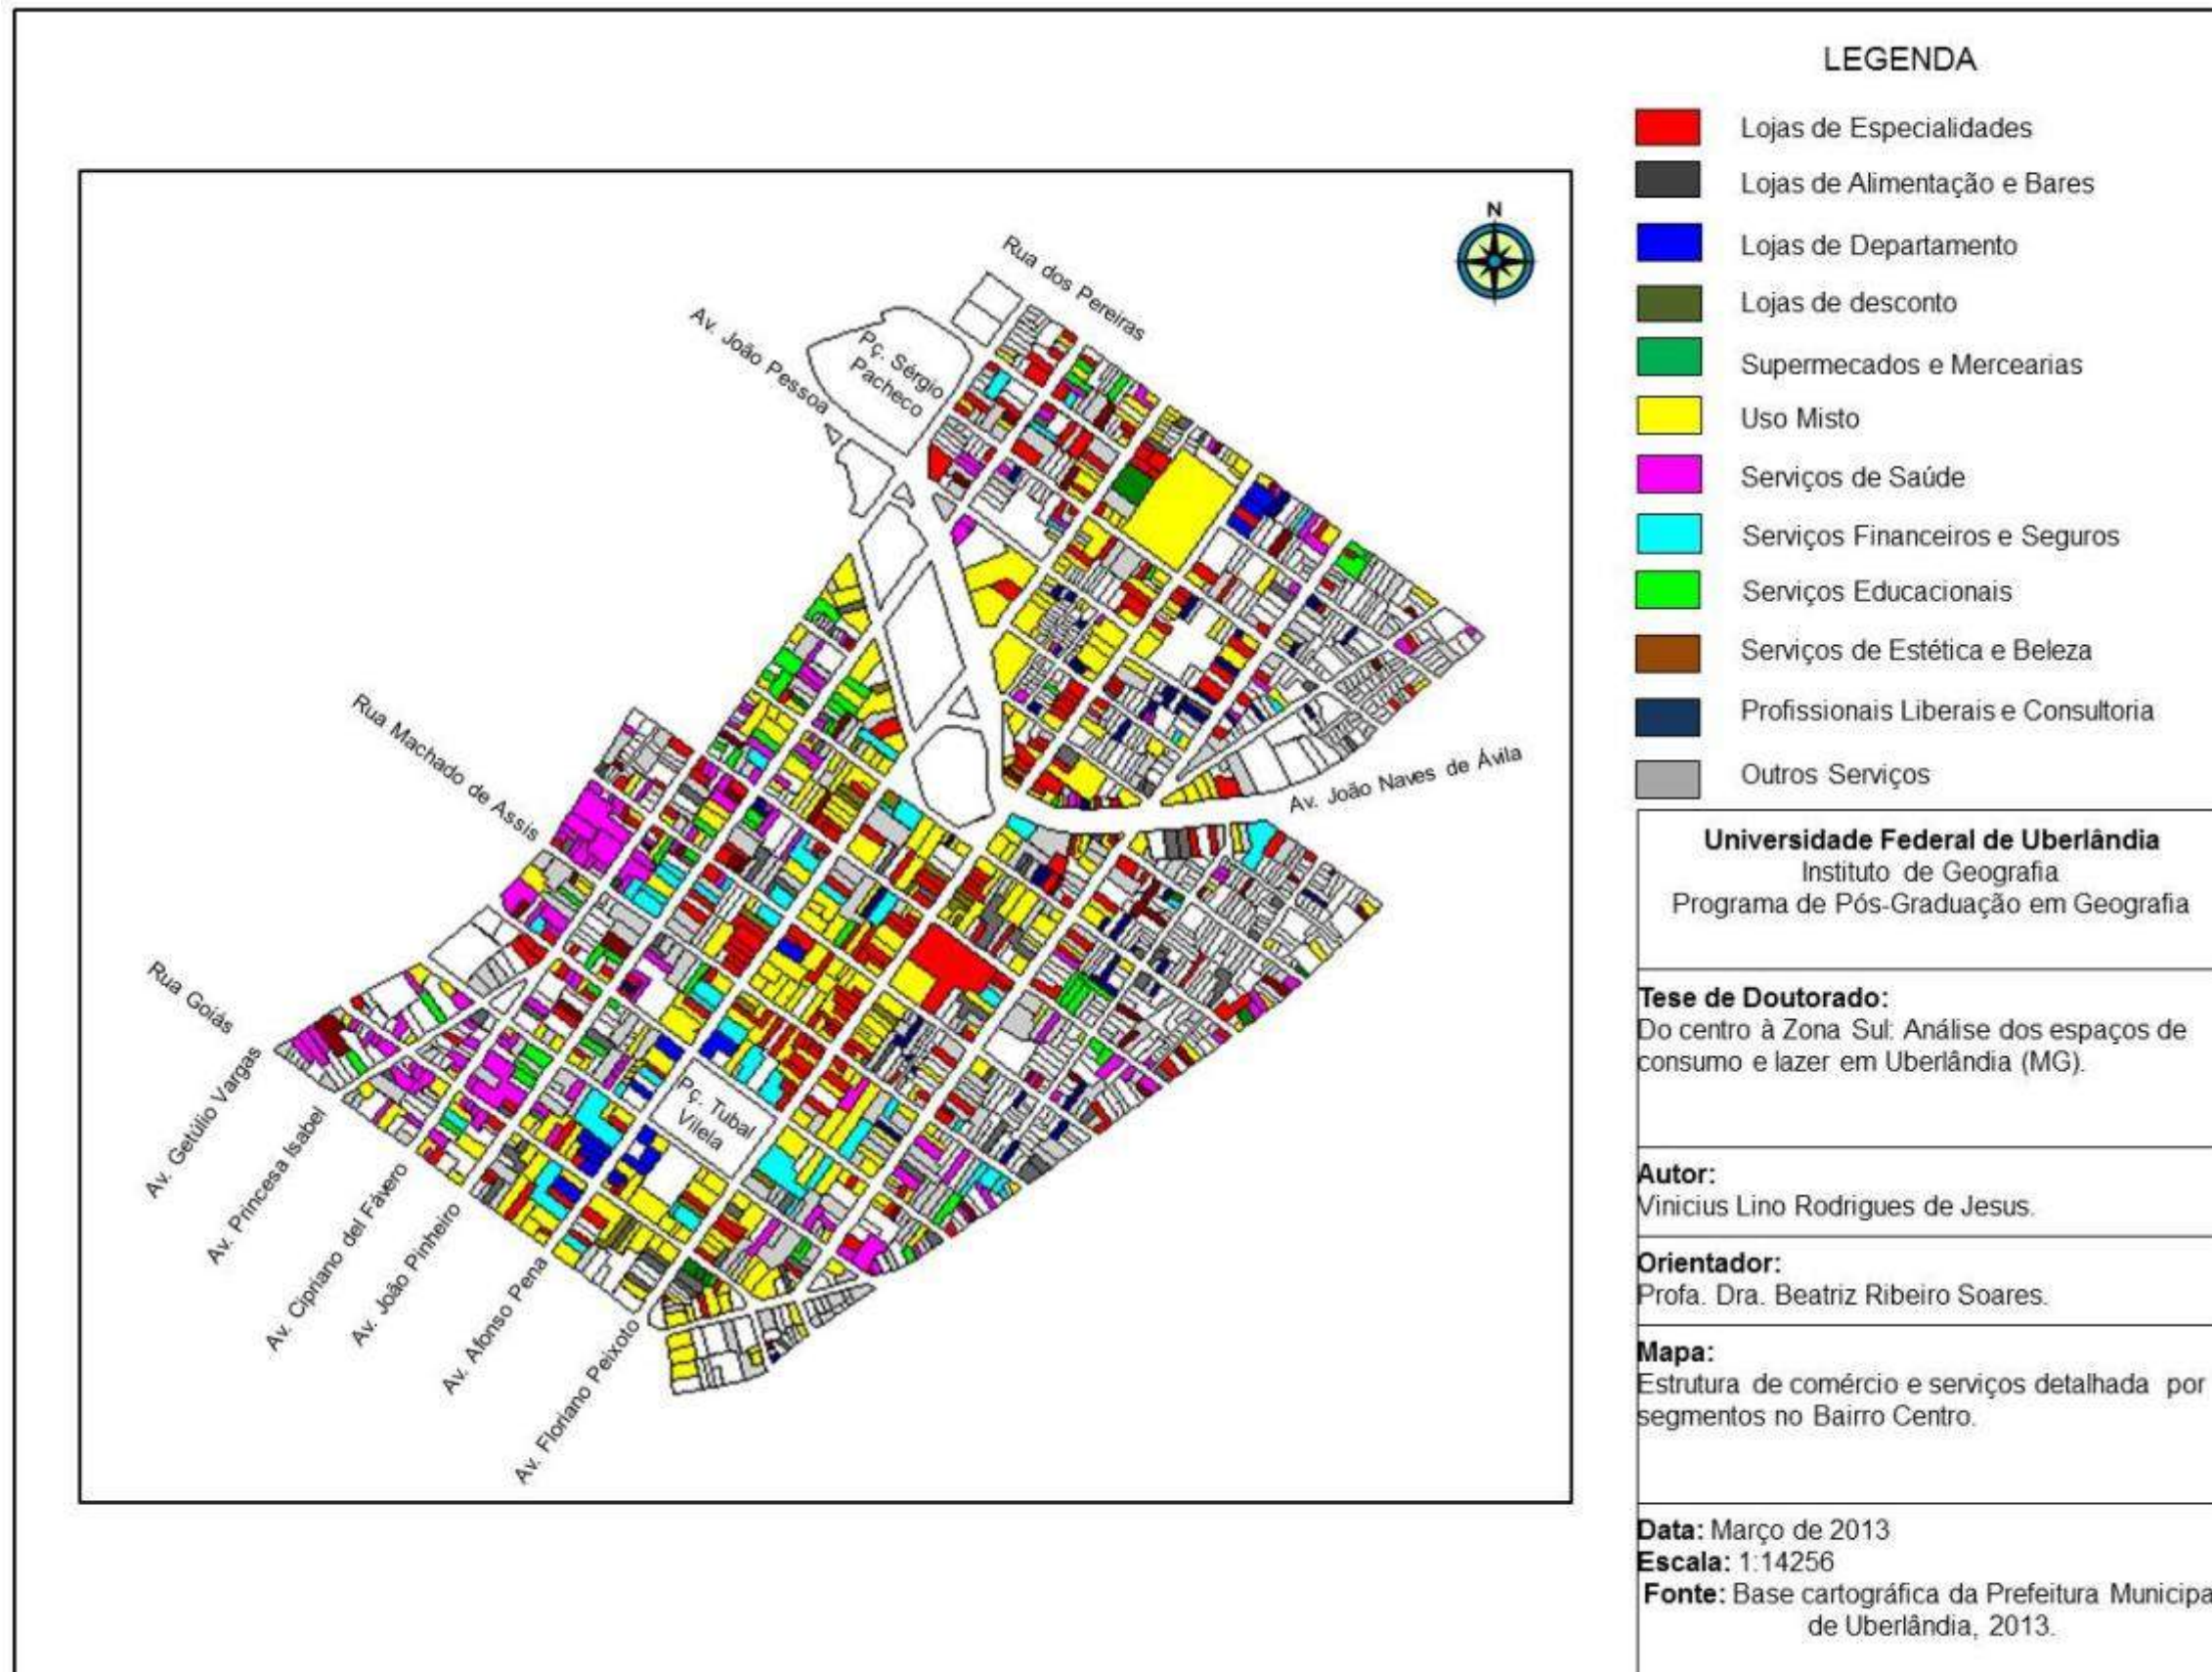 LEGENDA
Lojas de Especialidades
Lojas de Alimentação e Bares
Lojas de Departamento
Lojas de desconto
Supermecados e Mercearias
Uso Misto
Serviços de Saúde
Serviços Financeiros e Seguros
Serviços Educacionais
Serviços de Estética e Beleza
Profissionais Liberais e Consultoria
Outros Serviços
N
Rua dos Pereiras
Av. João Pessoa
Pç. Sérgio
Pacheco
Rua Machado de Assis
Av. João Naves de Ávila
Rua Goiás
Av. Getúlio Vargas
Av. Princesa Isabel
Av. Cipriano del Fávero
Av. João Pinheiro
Av. Afonso Pena
Av. Floriano Peixoto
Pç. Tubal
Vilela
Universidade Federal de Uberlândia
Instituto de Geografia
Programa de Pós-Graduação em Geografia
Tese de Doutorado:
Do centro à Zona Sul: Análise dos espaços de
consumo e lazer em Uberlândia (MG).
Autor:
Vinicius Lino Rodrigues de Jesus.
Orientador:
Profa. Dra. Beatriz Ribeiro Soares.
Mapa:
Estrutura de comércio e serviços detalhada por
segmentos no Bairro Centro.
Data: Março de 2013
Escala: 1:14256
Fonte: Base cartográfica da Prefeitura Municipa
de Uberlândia, 2013.